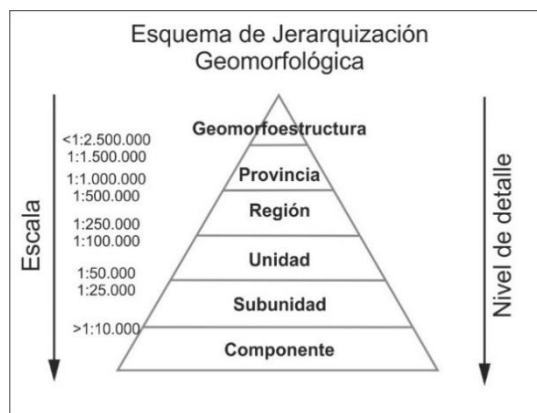 Esquema de Jerarquización
Geomorfológica
Escala
<1:2.500.000
1:1.500.000
1:1.000.000
1:500.000
1:250.000
1:100.000
1:50.000
1:25.000
>1:10.000
Geomorfoestructura
Provincia
Región
Unidad
Subunidad
Componente
Nivel de detalle